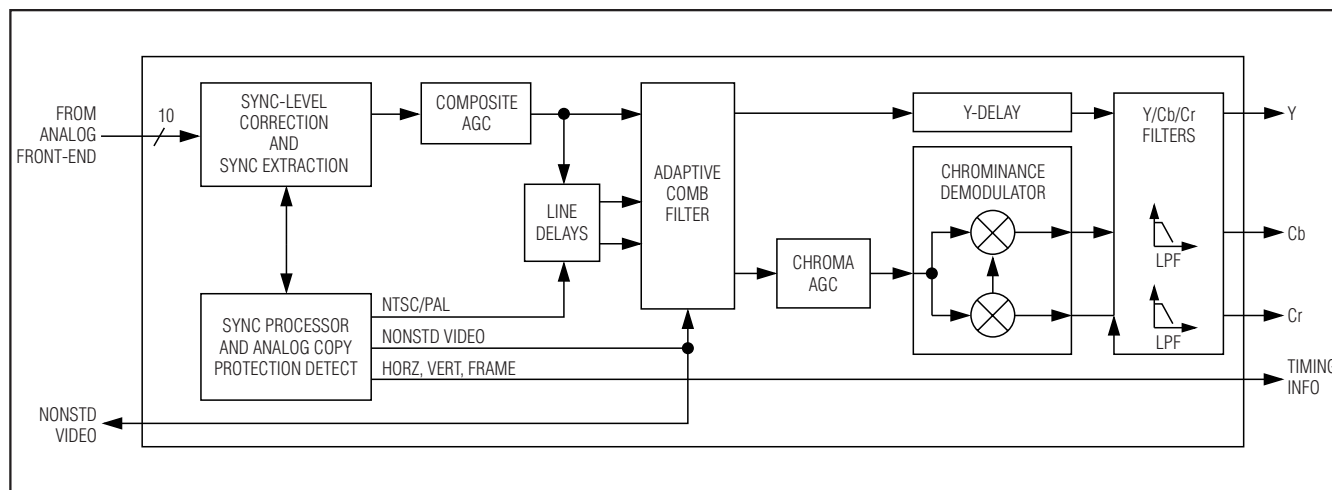 FROM
ANALOG
FRONT-END
10
SYNC-LEVEL
CORRECTION
AND
SYNC EXTRACTION
COMPOSITE
AGC
LINE
DELAYS
ADAPTIVE
COMB
FILTER
Y-DELAY
CHROMINANCE
DEMODULATOR
CHROMA
AGC
Y/Cb/Cr
FILTERS
LPF
LPF
Y
Cb
Cr
SYNC PROCESSOR
AND ANALOG COPY
PROTECTION DETECT
NTSC/PAL
NONSTD VIDEO
HORZ, VERT, FRAME
TIMING
INFO
NONSTD
VIDEO